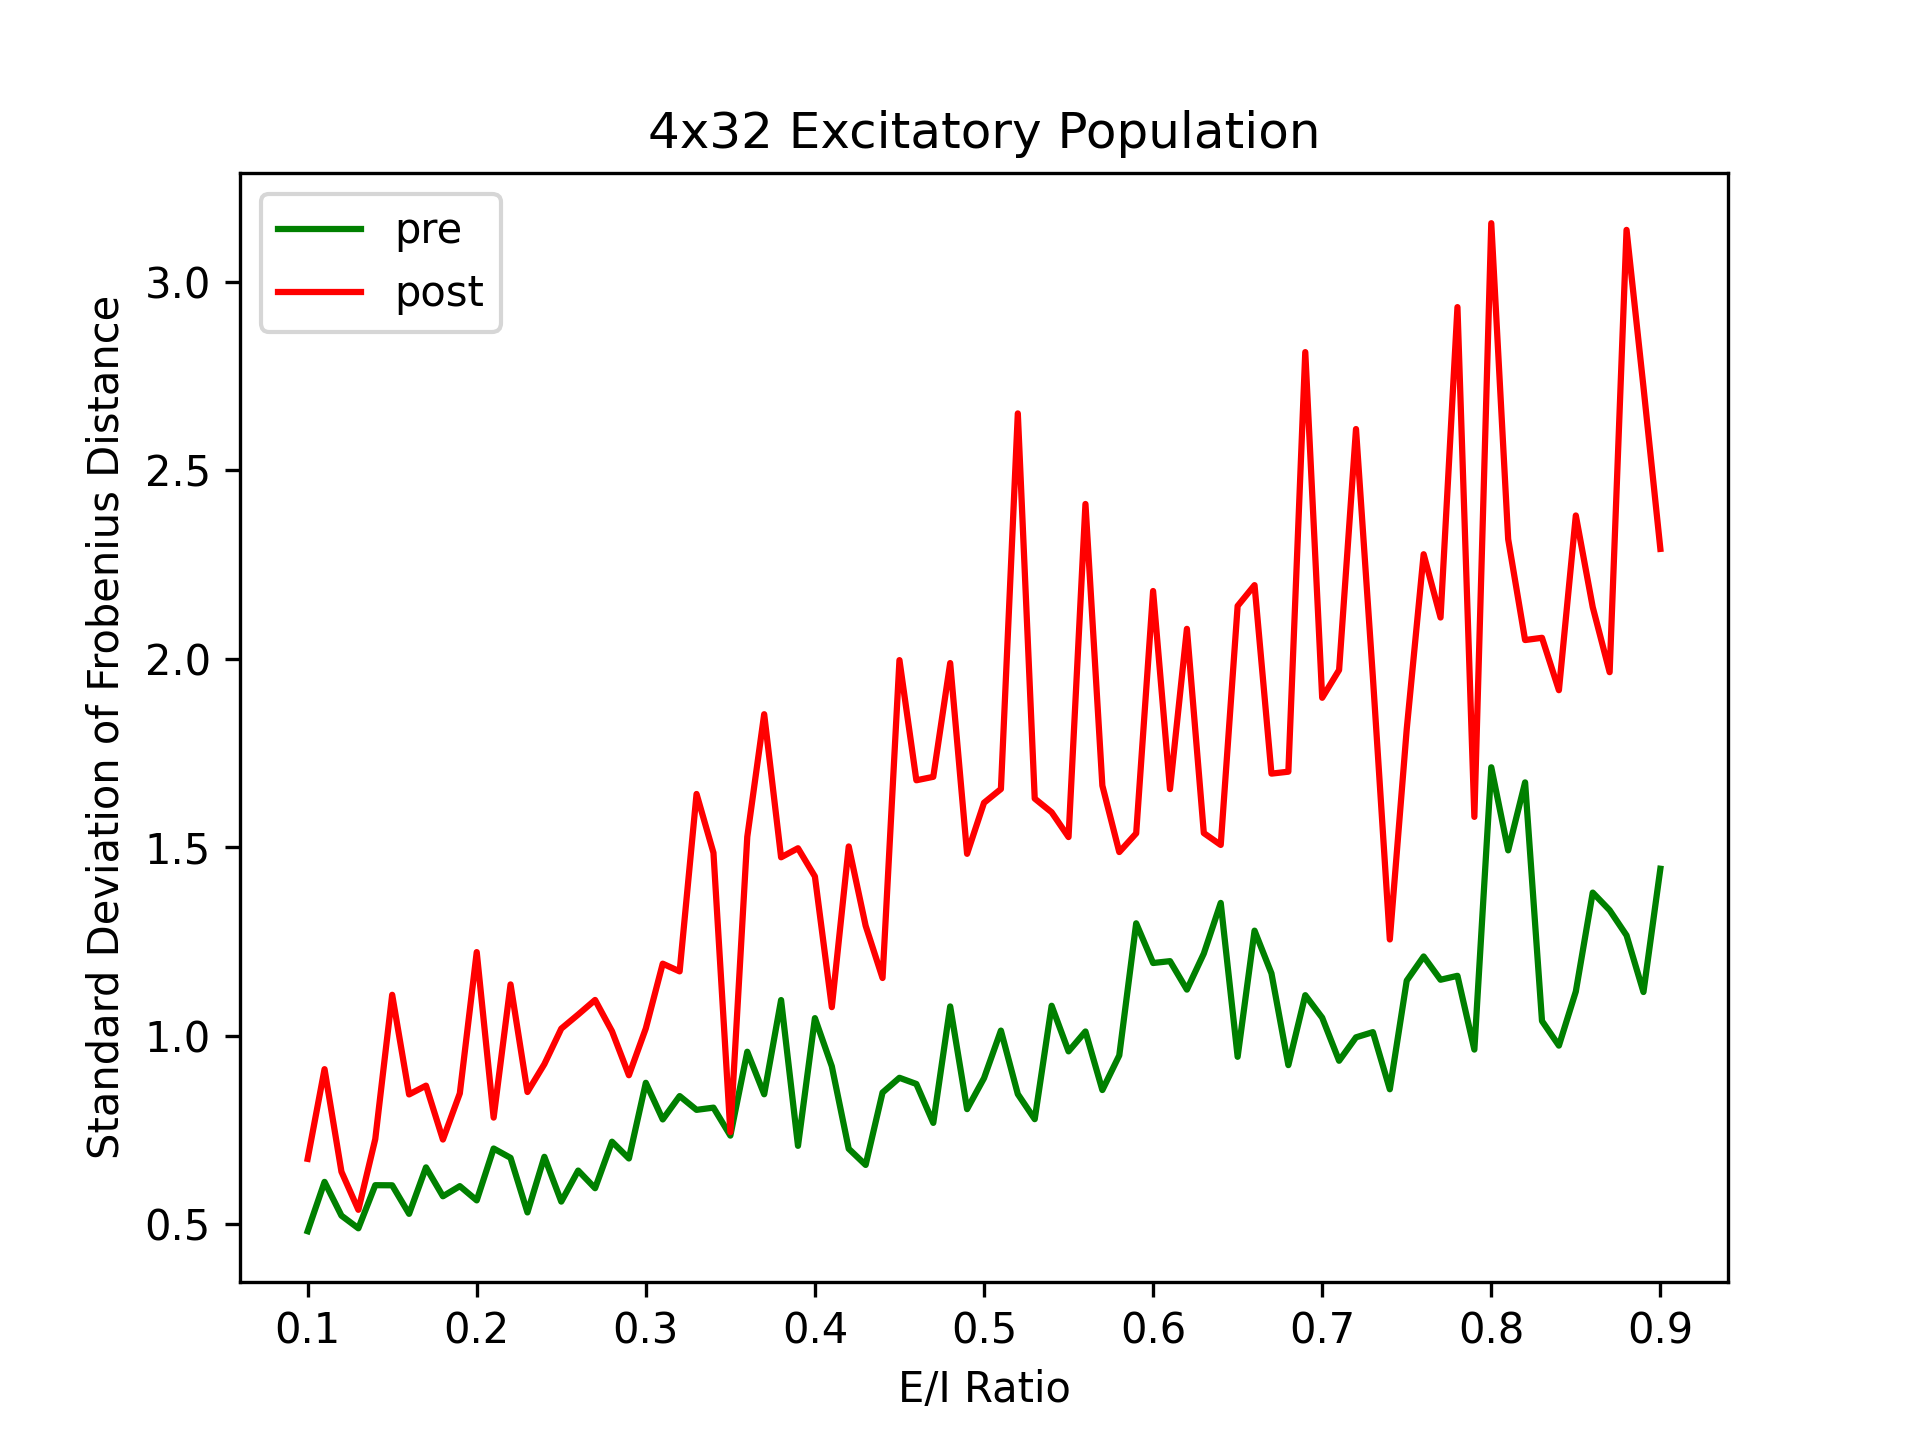 4x32 Excitatory Population
pre
post
Standard Deviation of Frobenius Distance
3.0
2.5
2.0
1.5
1.0
0.5
0.1 0.2 0.3 0.4 0.5 0.6 0.7 0.8 0.9
E/I Ratio